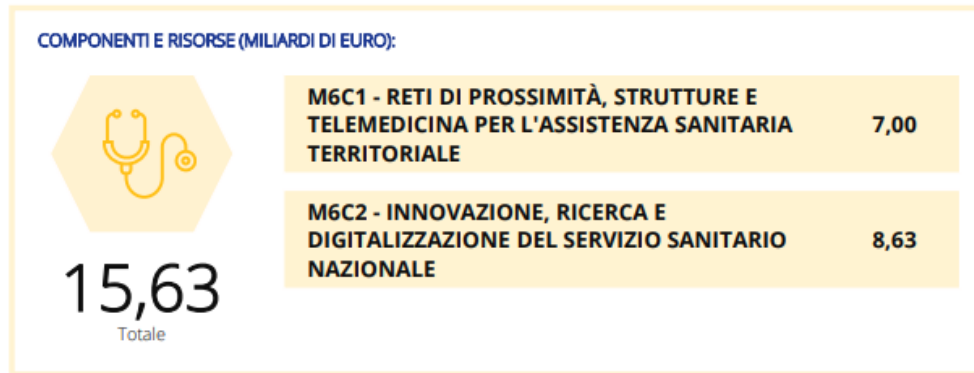 COMPONENTI E RISORSE (MILIARDI DI EURO):
M6C1 - RETI DI PROSSIMITÀ, STRUTTURE E
TELEMEDICINA PER L'ASSISTENZA SANITARIA
TERRITORIALE
7,00
M6C2 - INNOVAZIONE, RICERCA E
DIGITALIZZAZIONE DEL SERVIZIO SANITARIO
NAZIONALE
8,63
15,63
Totale